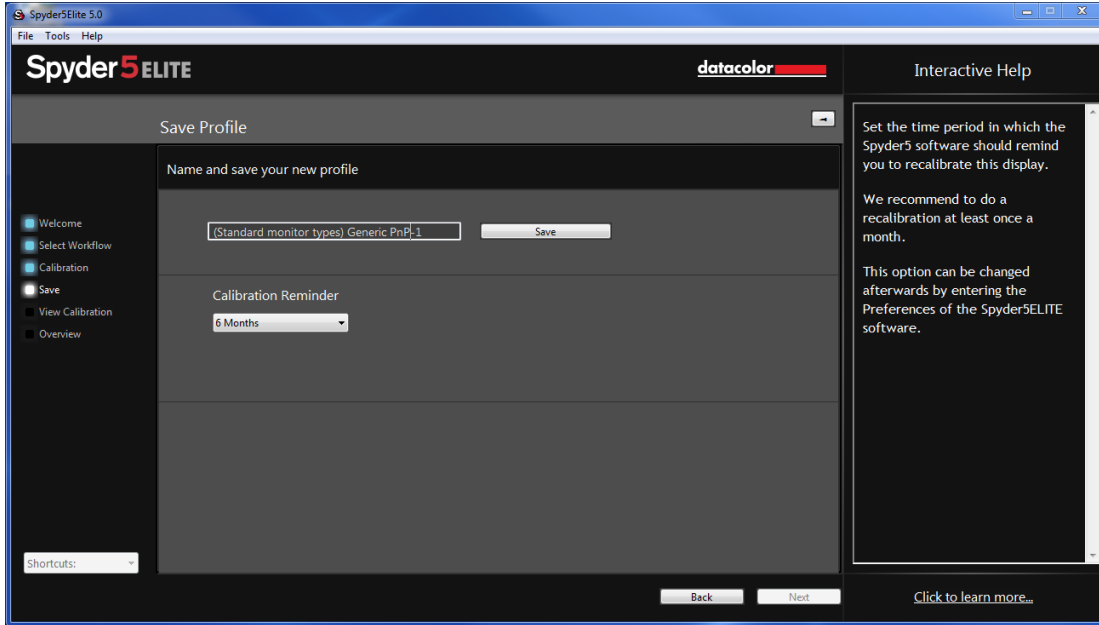 Spyder5Elite 5.0
File Tools Help
Spyder5ELITE
datacolor
Interactive Help
Save Profile
Name and save your new profile
Welcome
Select Workflow
Calibration
Save
View Calibration
Overview
(Standard monitor types) Generic PnP-1
Save
Calibration Reminder
6 Months
Shortcuts:
Back
Next
Set the time period in which the
Spyder5 software should remind
you to recalibrate this display.
We recommend to do a
recalibration at least once a
month.
This option can be changed
afterwards by entering the
Preferences of the Spyder5ELITE
software.
Click to learn more...